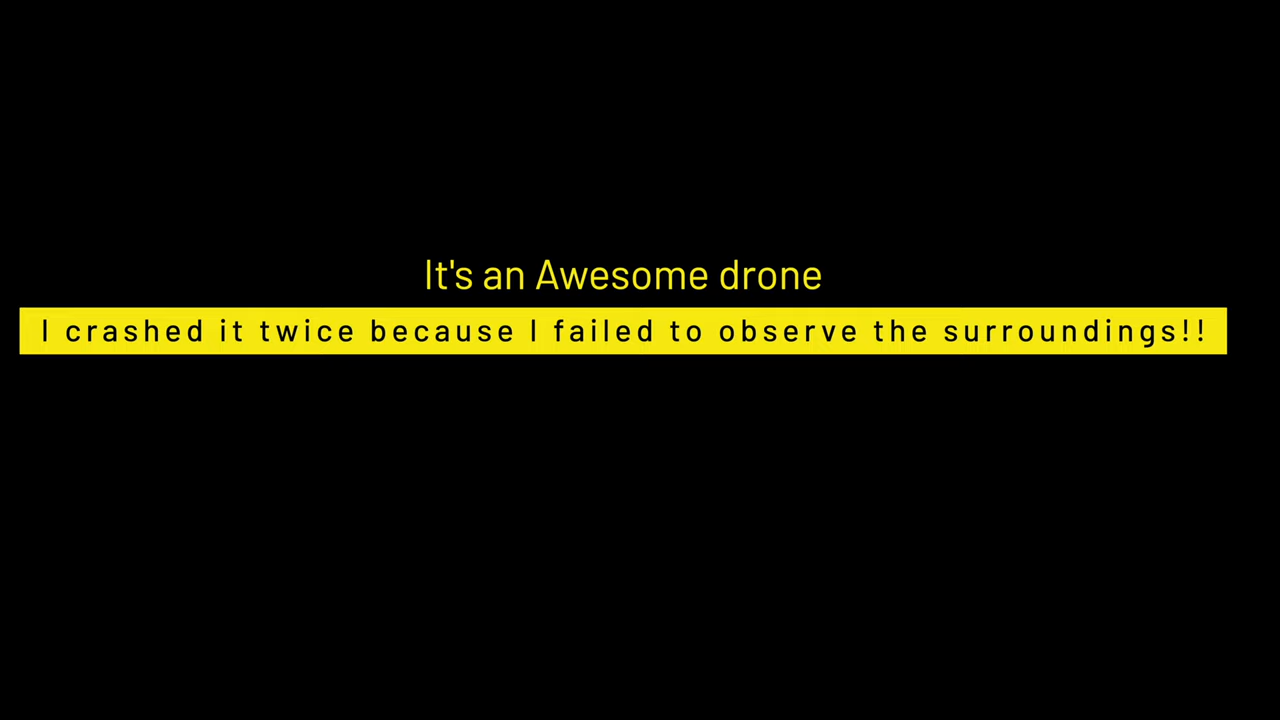 It's an Awesome drone
I crashed it twice because I failed to observe the surroundings!!